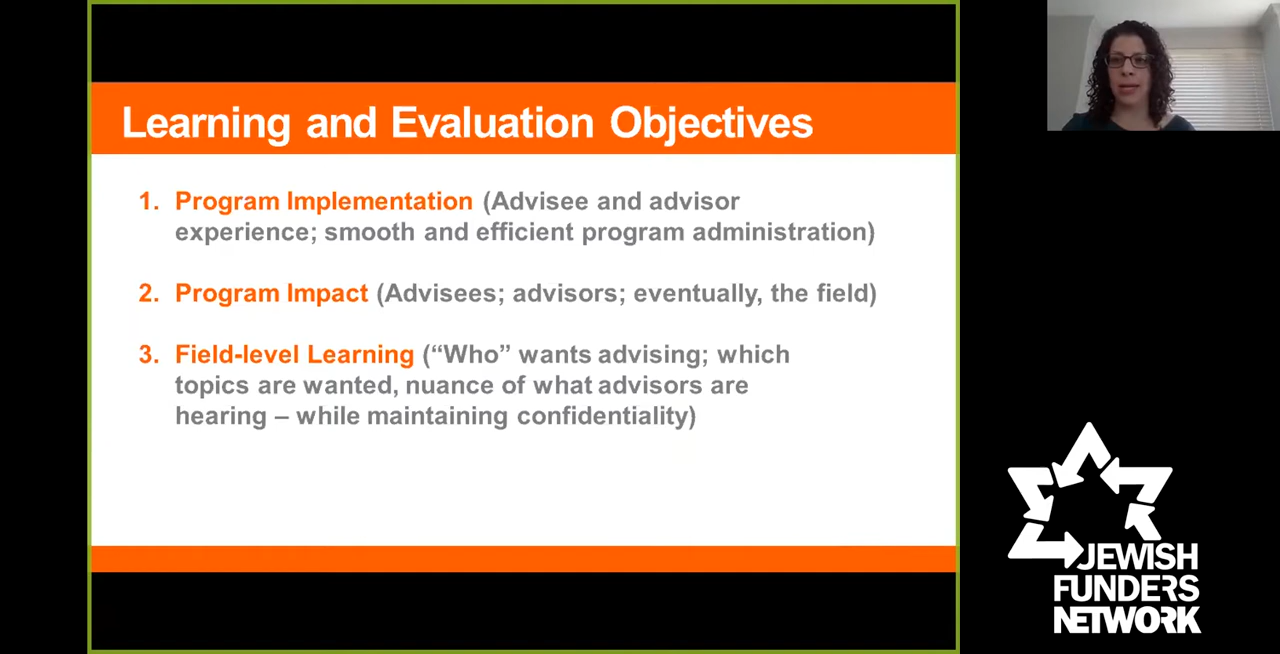 Learning and Evaluation Objectives
1. Program Implementation (Advisee and advisor
experience; smooth and efficient program administration)
2. Program Impact (Advisees; advisors; eventually, the field)
3. Field-level Learning (“Who” wants advising; which
topics are wanted, nuance of what advisors are
hearing – while maintaining confidentiality)
JEWISH
FUNDERS
NETWORK